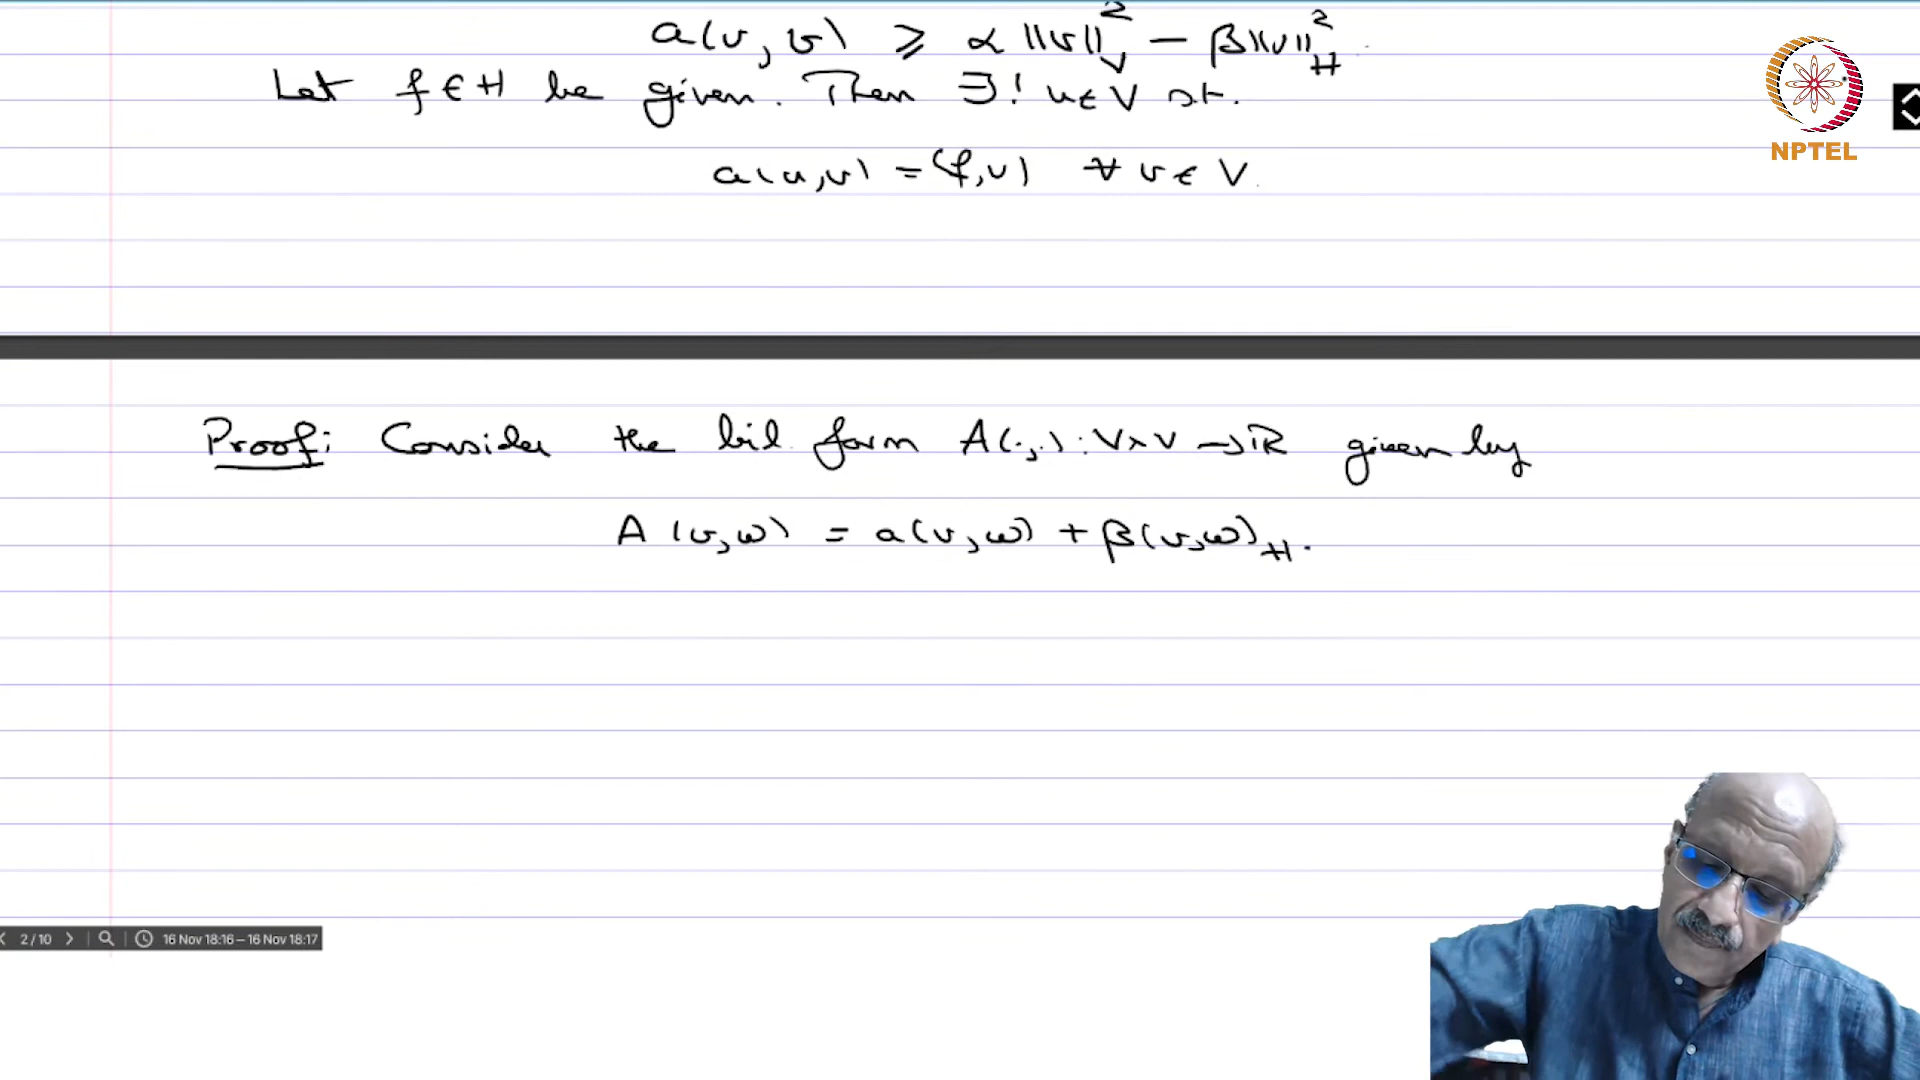 a(v, v) ≥ α ||v||²_V − β||v||²_H.
Let f ∈ H be given. Then ∃! u ∈ V s.t.
a(u,v) = (f,v) ∀ v ∈ V.
NPTEL
Proof: Consider the bil. form A(·,·) : V×V → ℝ given by
A (v,w) = a(v,w) + β(v,w)_H.
2 / 10 16 Nov 18:16 – 16 Nov 18:17